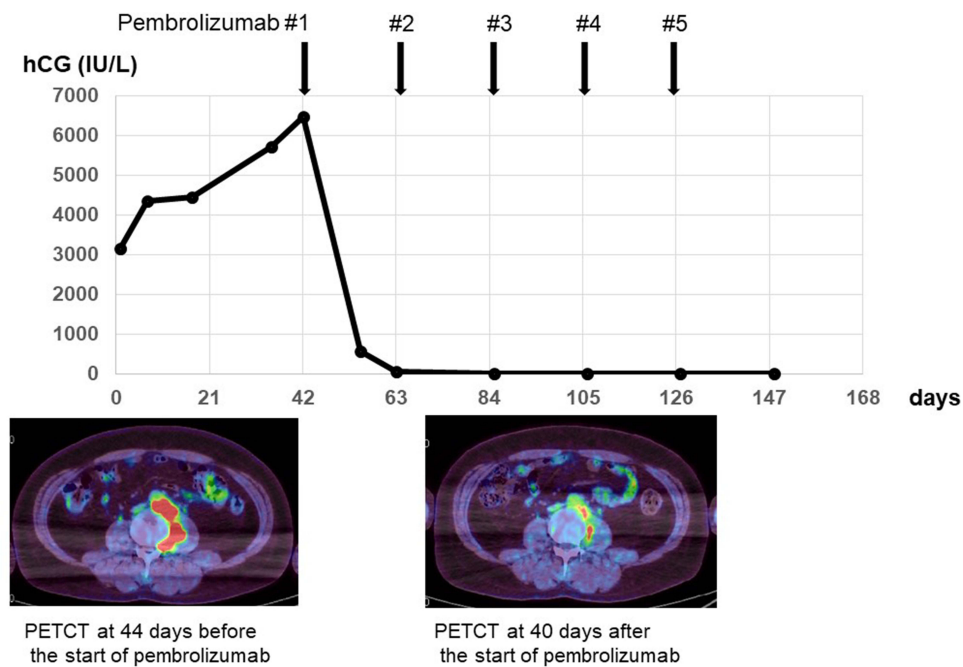 Pembrolizumab #1 #2 #3 #4 #5
hCG (IU/L)
7000
6000
5000
4000
3000
2000
1000
0
0 21 42 63 84 105 126 147 168 days
PETCT at 44 days before
the start of pembrolizumab
PETCT at 40 days after
the start of pembrolizumab